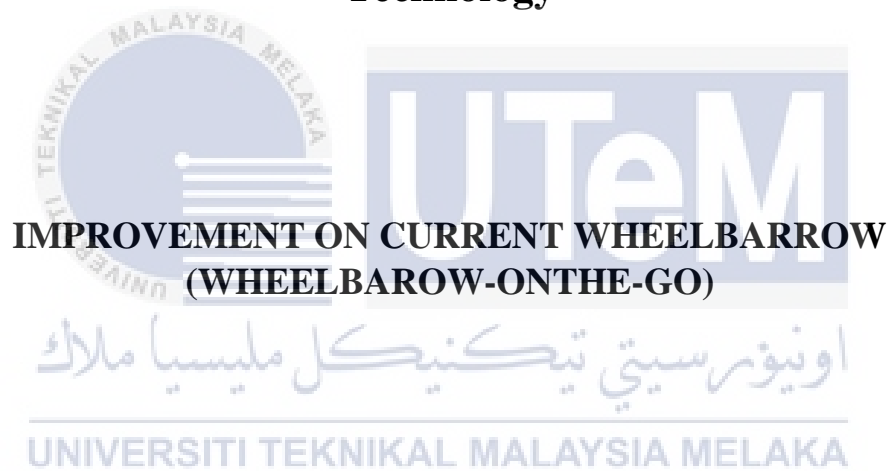 Technology
UNIVERSITI TEKNIKAL MALAYSIA MELAKA
UTeM
IMPROVEMENT ON CURRENT WHEELBARROW
(WHEELBAROW-ONTHE-GO)
اونيۏرسيتي تيكنيكل مليسيا ملاك
UNIVERSITI TEKNIKAL MALAYSIA MELAKA